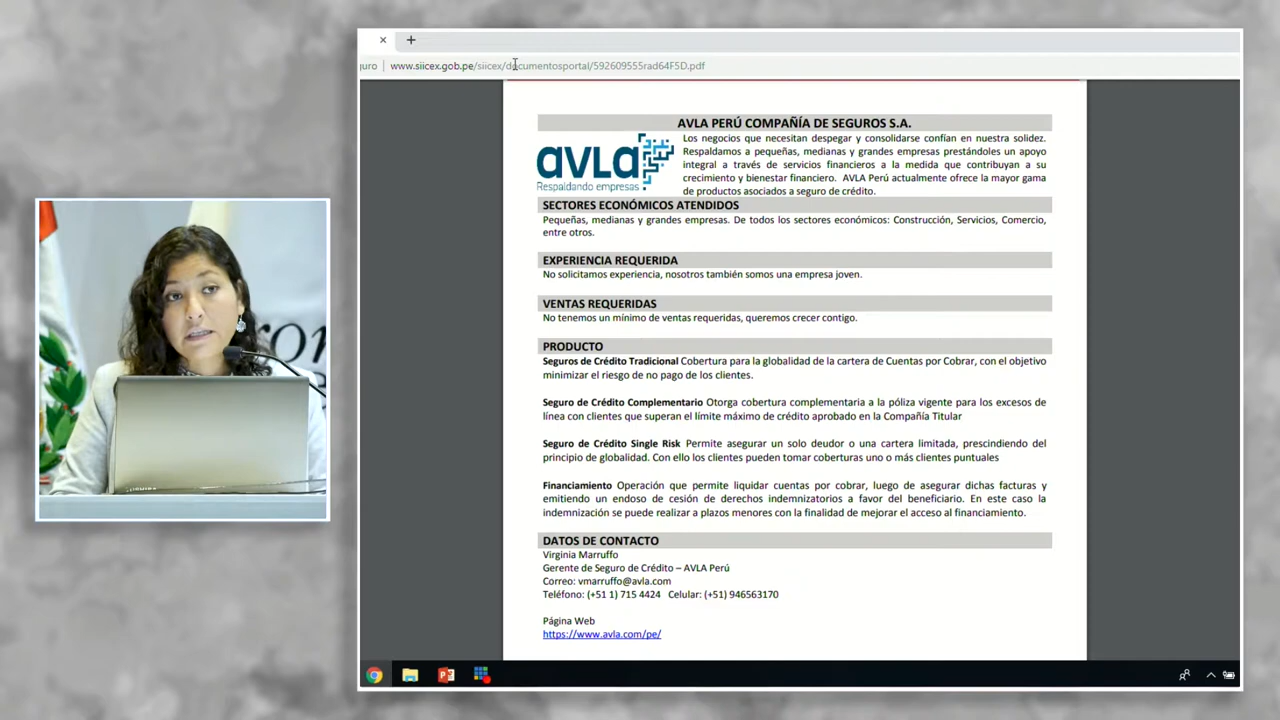 guro www.siicex.gob.pe/siicex/documentosportal/592609555rad64F5D.pdf
AVLA PERÚ COMPAÑÍA DE SEGUROS S.A.
avla
Respaldando empresas
Los negocios que necesitan despegar y consolidarse confían en nuestra solidez.
Respaldamos a pequeñas, medianas y grandes empresas prestándoles un apoyo
integral a través de servicios financieros a la medida que contribuyan a su
crecimiento y bienestar financiero. AVLA Perú actualmente ofrece la mayor gama
de productos asociados a seguro de crédito.
SECTORES ECONÓMICOS ATENDIDOS
Pequeñas, medianas y grandes empresas. De todos los sectores económicos: Construcción, Servicios, Comercio,
entre otros.
EXPERIENCIA REQUERIDA
No solicitamos experiencia, nosotros también somos una empresa joven.
VENTAS REQUERIDAS
No tenemos un mínimo de ventas requeridas, queremos crecer contigo.
PRODUCTO
Seguros de Crédito Tradicional Cobertura para la globalidad de la cartera de Cuentas por Cobrar, con el objetivo
minimizar el riesgo de no pago de los clientes.
Seguro de Crédito Complementario Otorga cobertura complementaria a la póliza vigente para los excesos de
línea con clientes que superan el límite máximo de crédito aprobado en la Compañía Titular
Seguro de Crédito Single Risk Permite asegurar un solo deudor o una cartera limitada, prescindiendo del
principio de globalidad. Con ello los clientes pueden tomar coberturas uno o más clientes puntuales
Financiamiento Operación que permite liquidar cuentas por cobrar, luego de asegurar dichas facturas y
emitiendo un endoso de cesión de derechos indemnizatorios a favor del beneficiario. En este caso la
indemnización se puede realizar a plazos menores con la finalidad de mejorar el acceso al financiamiento.
DATOS DE CONTACTO
Virginia Marruffo
Gerente de Seguro de Crédito – AVLA Perú
Correo: vmarruffo@avla.com
Teléfono: (+51 1) 715 4424 Celular: (+51) 946563170
Página Web
https://www.avla.com/pe/